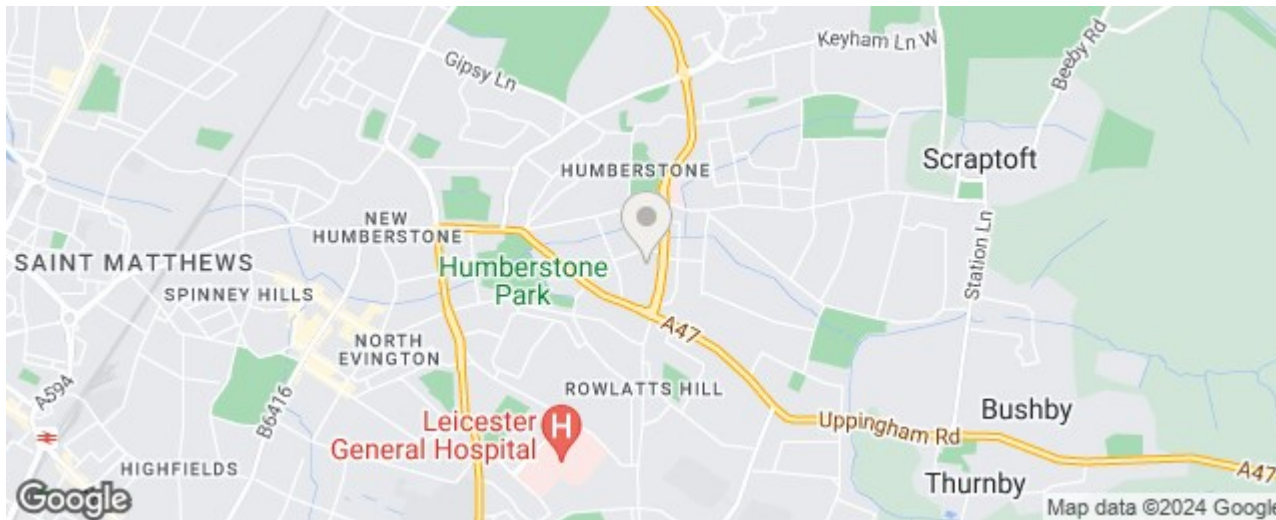 Keyham Ln W
Beeby Rd
Gipsy Ln
Scraptoft
HUMBERSTONE
NEW
HUMBERSTONE
SAINT MATTHEWS
Humberstone
Park
Station Ln
SPINNEY HILLS
A47
NORTH
EVINGTON
A594
B6416
ROWLATTS HILL
Leicester
General Hospital
H
Uppingham Rd
Bushby
HIGHFIELDS
A47
Thurnby
Google
Map data ©2024 Google